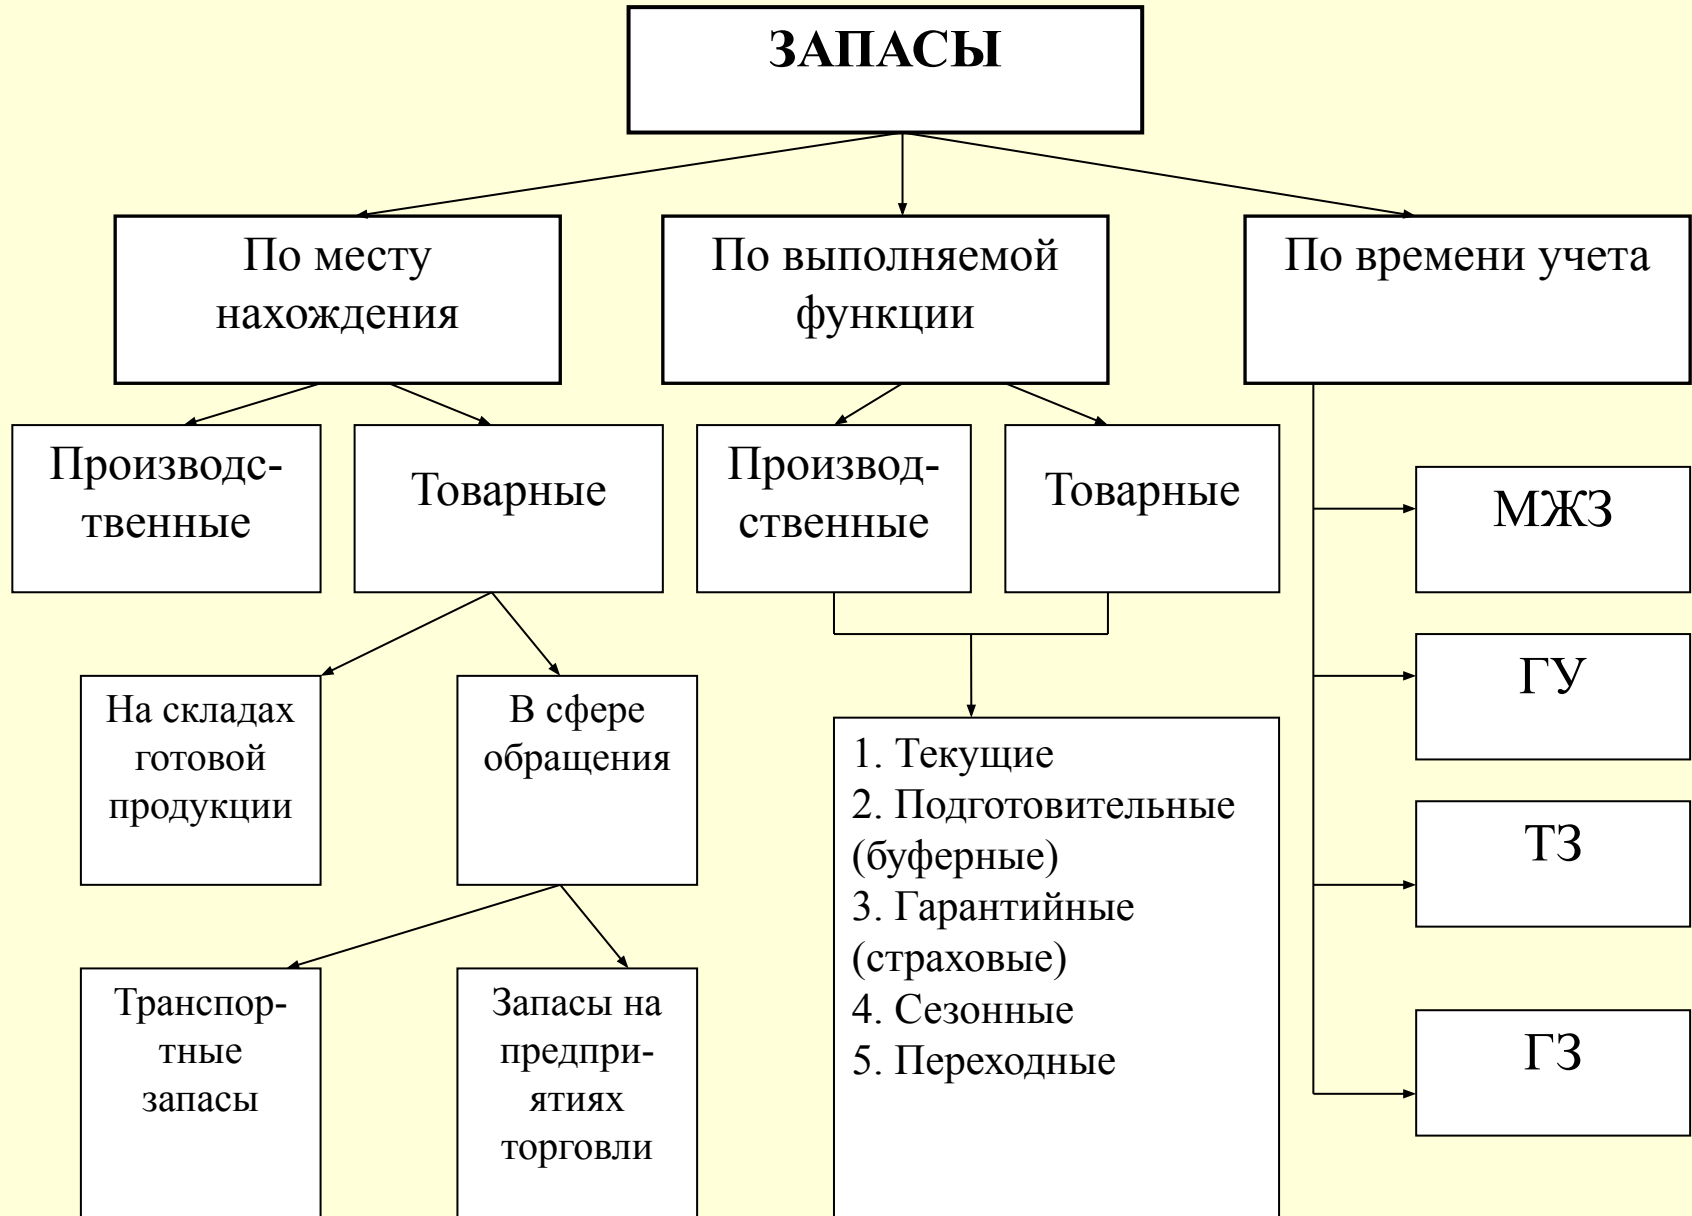 ЗАПАСЫ
По месту
нахождения
По выполняемой
функции
По времени учета
Производс-
твенные
Товарные
Производ-
ственные
Товарные
МЖЗ
ГУ
ТЗ
ГЗ
На складах
готовой
продукции
В сфере
обращения
Транспор-
тные
запасы
Запасы на
предпри-
ятиях
торговли
1. Текущие
2. Подготовительные
(буферные)
3. Гарантийные
(страховые)
4. Сезонные
5. Переходные